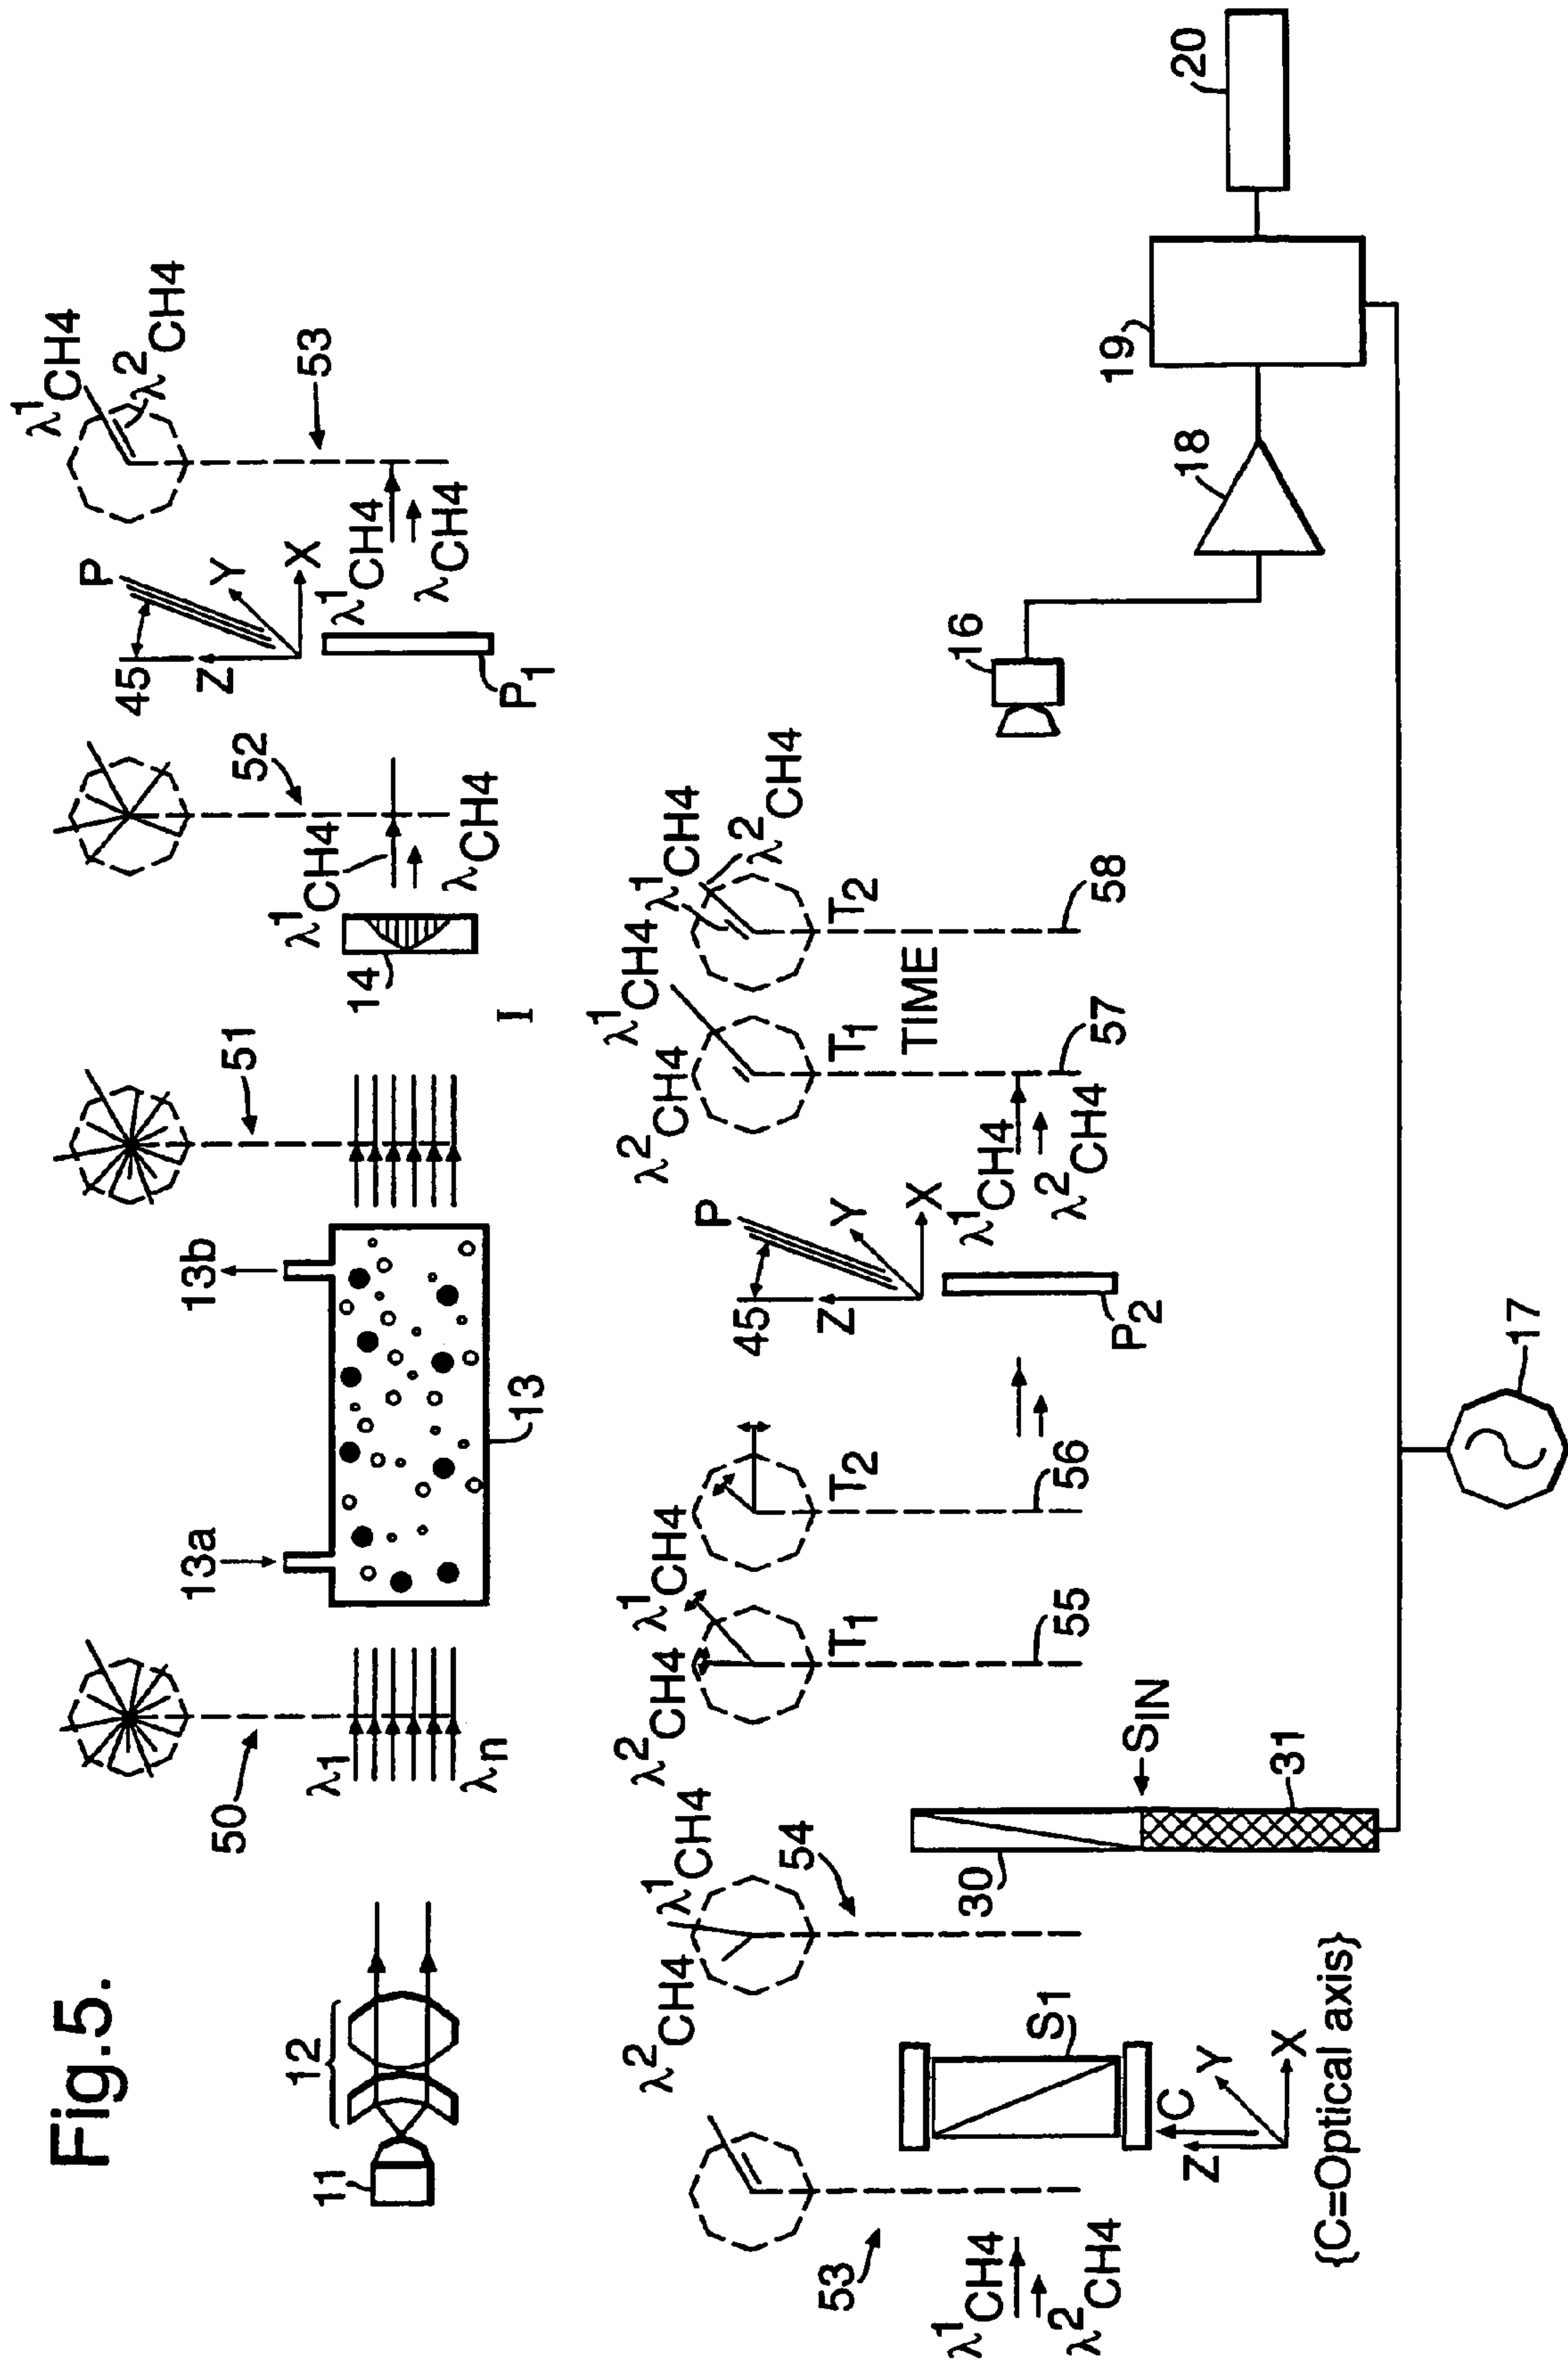 Fig.5.
11
12
50
λ1
λn
13a
13b
13
51
I
14
λ1CH4
λCH4
52
45
P
Z
Y
X
P1
λ1CH4
λCH4
53
λ1CH4
λ2CH4
53
λ1CH4
λ2CH4
S1
C
Z
Y
X
{C=Optical axis}
λ2CH4
λ1CH4
54
30
SIN
31
λ2CH4
λ1CH4
T1
55
T2
56
45
P
Z
Y
X
P2
λ1CH4
λ2CH4
λ2CH4
λ1CH4
T1
TIME
57
λ1CH4
λ2CH4
T2
58
16
17
18
19
20